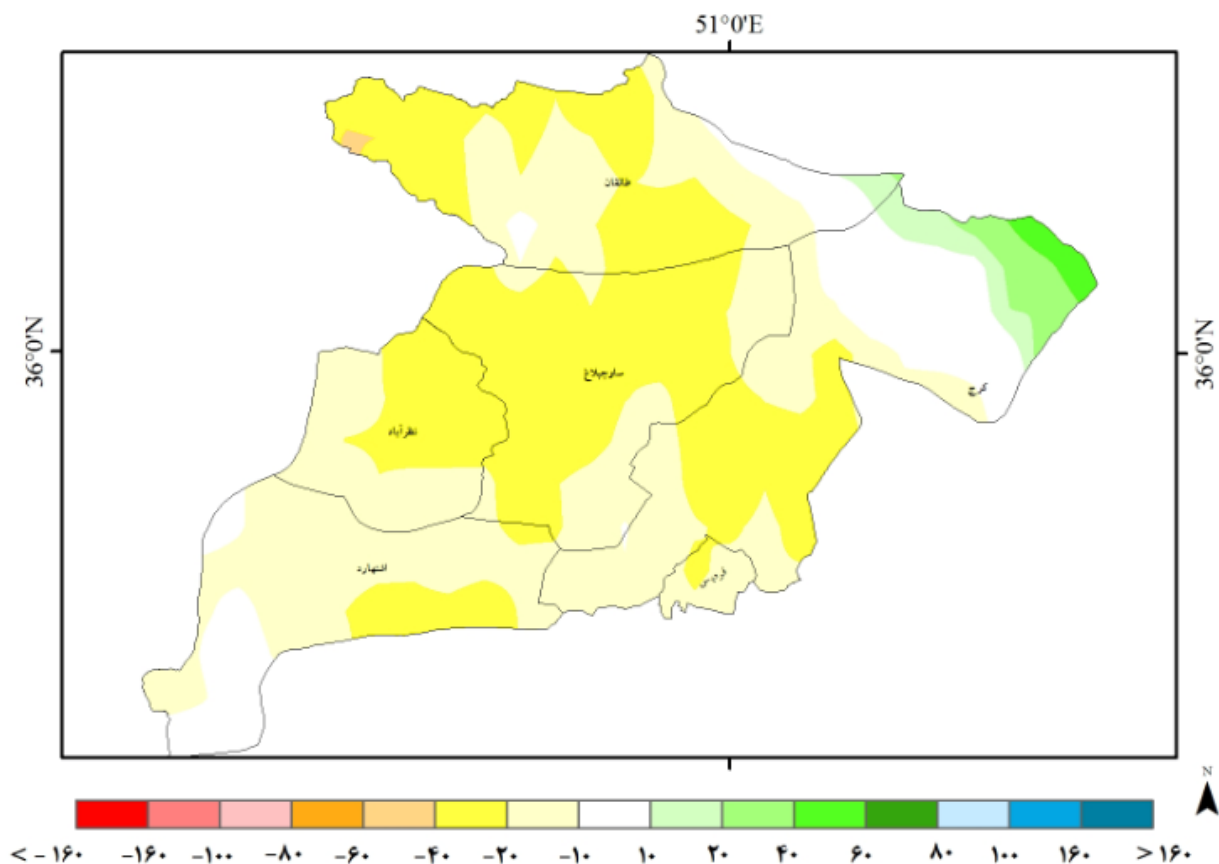 51°0'E
36°0'N
36°0'N
طالقان
ساوجبلاغ
کرج
نظرآباد
اشتهارد
فردیس
N
< -۱۶۰ -۱۶۰ -۱۰۰ -۸۰ -۶۰ -۴۰ -۲۰ -۱۰ ۱۰ ۲۰ ۴۰ ۶۰ ۸۰ ۱۰۰ ۱۶۰ > ۱۶۰